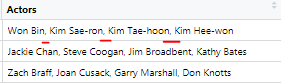 Actors
Won Bin, Kim Sae-ron, Kim Tae-hoon, Kim Hee-won
Jackie Chan, Steve Coogan, Jim Broadbent, Kathy Bates
Zach Braff, Joan Cusack, Garry Marshall, Don Knotts